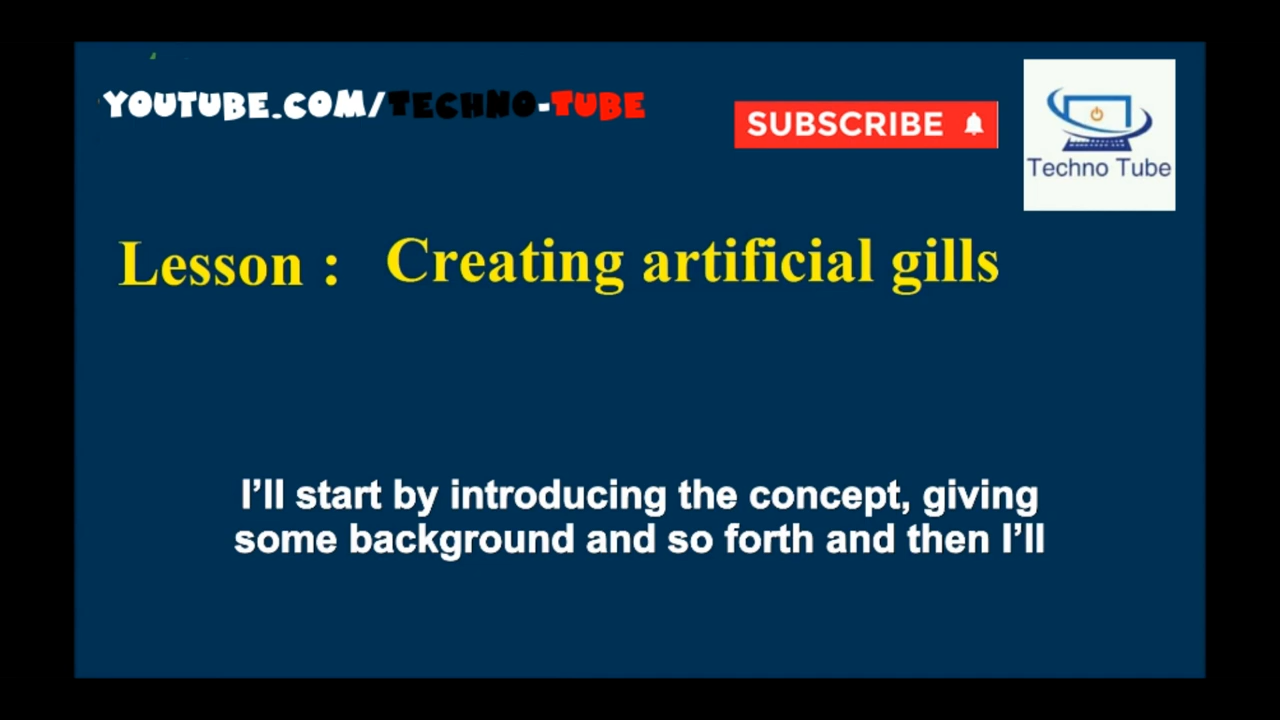 YOUTUBE.COM/TECHNO-TUBE
SUBSCRIBE
Techno Tube
Lesson : Creating artificial gills
I’ll start by introducing the concept, giving
some background and so forth and then I’ll